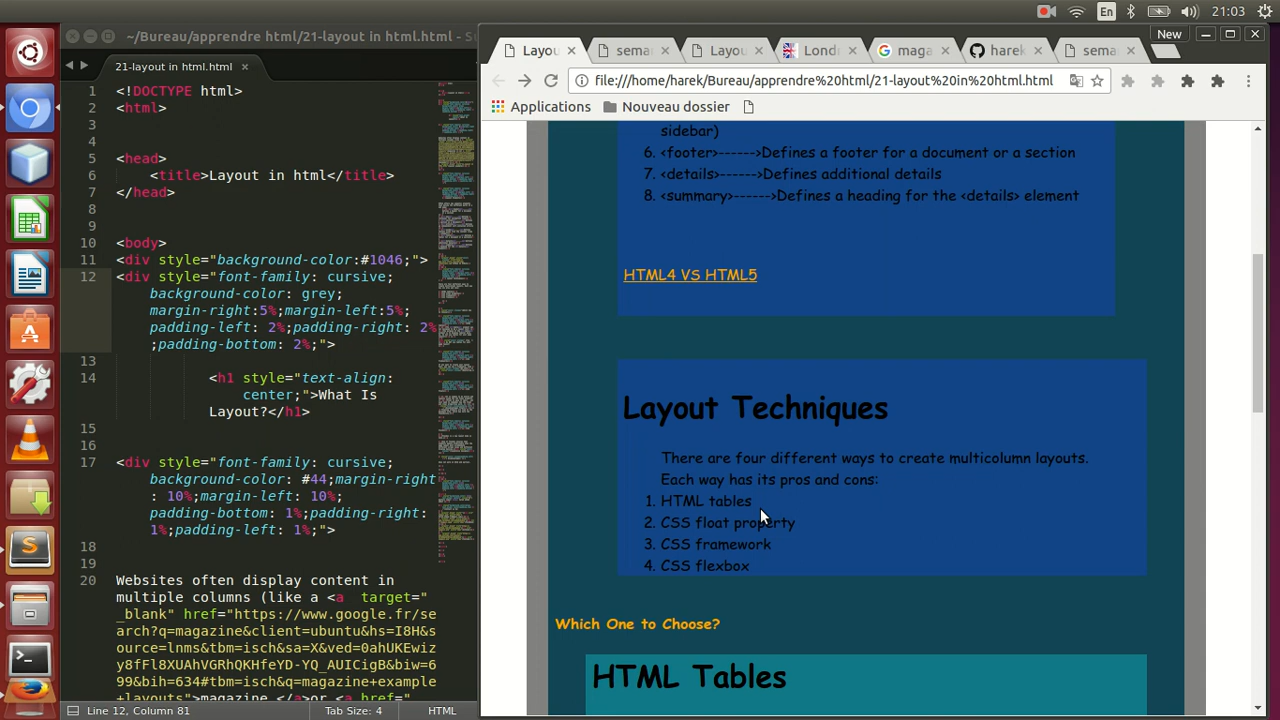 En
21:03
~/Bureau/apprendre html/21-layout in html.html - Su
New
Layou
sema
Layou
Londr
maga
harek
sema
21-layout in html.html
file:///home/harek/Bureau/apprendre%20html/21-layout%20in%20html.html
Applications
Nouveau dossier
1 <!DOCTYPE html>
2 <html>
3
4
5 <head>
6 <title>Layout in html</title>
7 </head>
8
9
10 <body>
11 <div style="background-color:#1046;">
12 <div style="font-family: cursive;
background-color: grey;
margin-right:5%;margin-left:5%;
padding-left: 2%;padding-right: 2%
;padding-bottom: 2%;">
13
14 <h1 style="text-align:
center;">What Is
Layout?</h1>
15
16
17 <div style="font-family: cursive;
background-color: #44;margin-right
: 10%;margin-left: 10%;
padding-bottom: 1%;padding-right:
1%;padding-left: 1%;">
18
19
20 Websites often display content in
multiple columns (like a <a target="
_blank" href="https://www.google.fr/se
arch?q=magazine&client=ubuntu&hs=I8H&s
ource=lnms&tbm=isch&sa=X&ved=0ahUKEwiz
y8fFl8XUAhVGRhQKHfeYD-YQ_AUICigB&biw=6
99&bih=634#tbm=isch&q=magazine+example
+layouts">magazine </a>or <a href="
Line 12, Column 81
Tab Size: 4
HTML
sidebar)
6. <footer>------>Defines a footer for a document or a section
7. <details>------>Defines additional details
8. <summary>------>Defines a heading for the <details> element
HTML4 VS HTML5
Layout Techniques
There are four different ways to create multicolumn layouts.
Each way has its pros and cons:
1. HTML tables
2. CSS float property
3. CSS framework
4. CSS flexbox
Which One to Choose?
HTML Tables